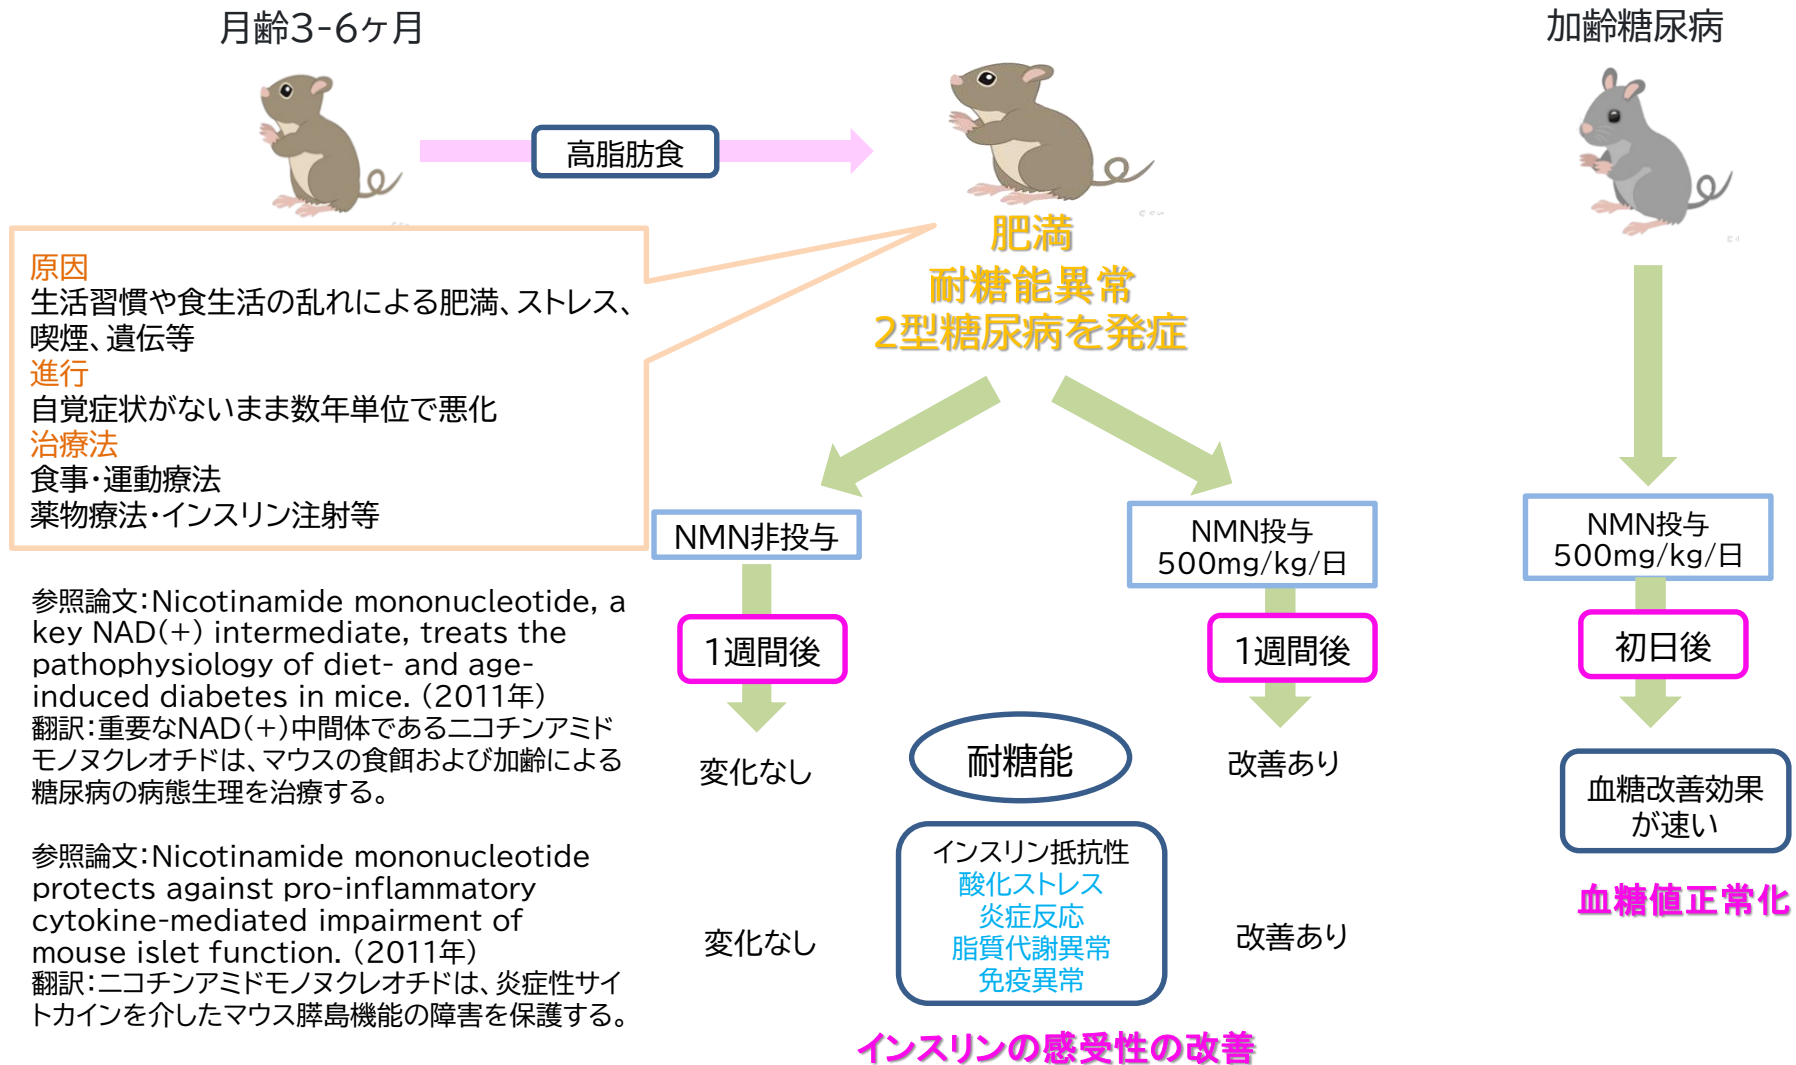 月齢3-6ヶ月
加齢糖尿病
高脂肪食
肥満
耐糖能異常
2型糖尿病を発症
原因
生活習慣や食生活の乱れによる肥満、ストレス、
喫煙、遺伝等
進行
自覚症状がないまま数年単位で悪化
治療法
食事・運動療法
薬物療法・インスリン注射等
NMN非投与
NMN投与
500mg/kg/日
NMN投与
500mg/kg/日
1週間後
1週間後
初日後
変化なし
耐糖能
改善あり
血糖改善効果
が速い
血糖値正常化
変化なし
インスリン抵抗性
酸化ストレス
炎症反応
脂質代謝異常
免疫異常
改善あり
インスリンの感受性の改善
参照論文：Nicotinamide mononucleotide, a
key NAD(+) intermediate, treats the
pathophysiology of diet- and age-
induced diabetes in mice. (2011年)
翻訳：重要なNAD(+)中間体であるニコチンアミド
モノヌクレオチドは、マウスの食餌および加齢による
糖尿病の病態生理を治療する。
参照論文：Nicotinamide mononucleotide
protects against pro-inflammatory
cytokine-mediated impairment of
mouse islet function. (2011年)
翻訳：ニコチンアミドモノヌクレオチドは、炎症性サイ
トカインを介したマウス膵島機能の障害を保護する。